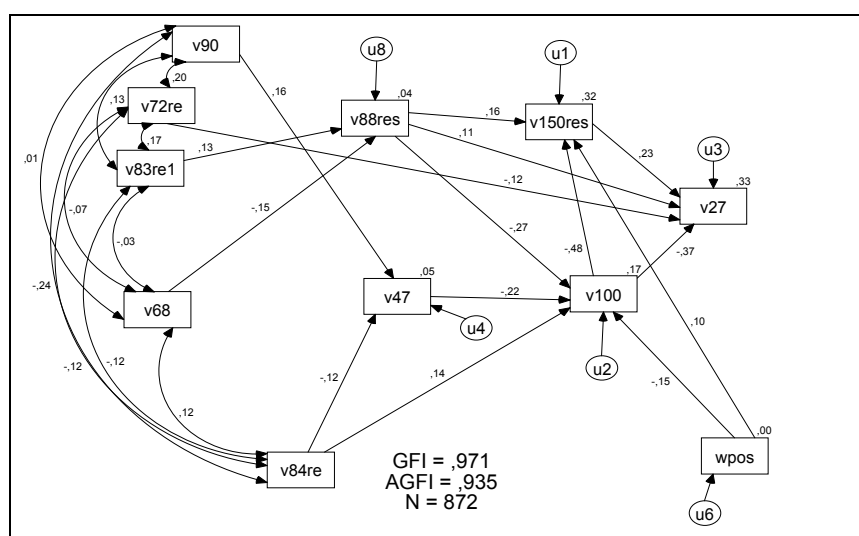 v90
u8
u1
,20
,16
,04
,32
,13
v72re
v88res
,16
v150res
u3
,11
,17
,13
,23
,33
v83re1
-,12
v27
,01
-,07
-,15
-,03
-,27
-,48
-,37
,05
,17
-,24
v68
v47
-,22
v100
u4
,10
u2
-,12
-,12
-,12
,14
-,15
,12
,00
v84re
wpos
GFI = ,971
AGFI = ,935
N = 872
u6